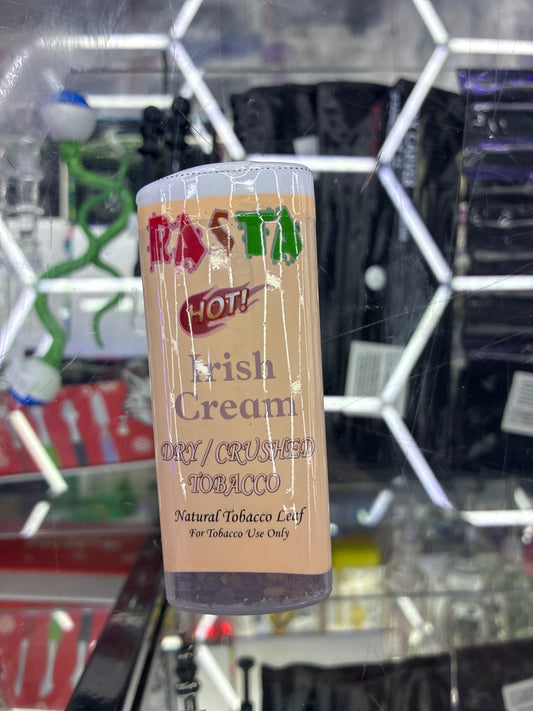 RASTA
HOT!
Irish
Cream
DRY / CRUSHED
TOBACCO
Natural Tobacco Leaf
For Tobacco Use Only